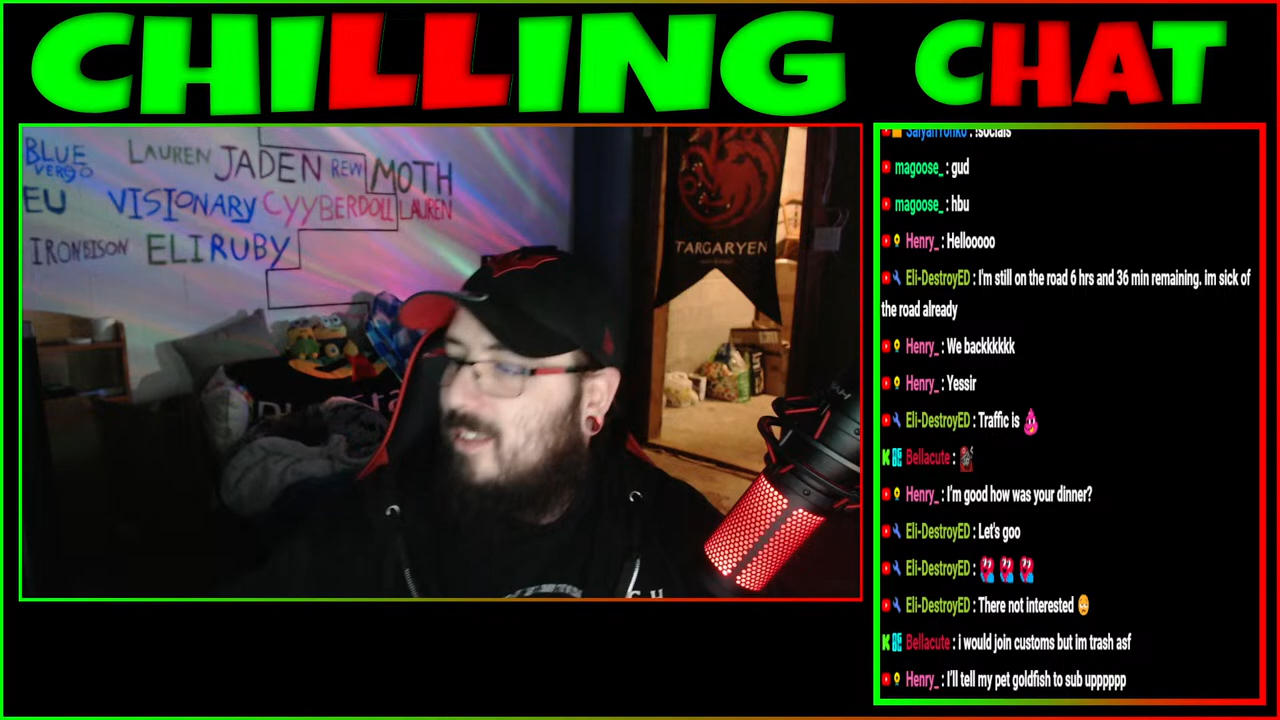 CHILLING
CHAT
BLUE LAUREN JADEN REW MOTH
VERGO
EU VISIONARY CYYBERDOLL LAUREN
IRONBISON ELIRUBY
TARGARYEN
SaiyanYonko : !socials
magoose_ : gud
magoose_ : hbu
Henry_ : Hellooooo
Eli-DestroyED : I'm still on the road 6 hrs and 36 min remaining. im sick of
the road already
Henry_ : We backkkkkk
Henry_ : Yessir
Eli-DestroyED : Traffic is
Bellacute :
Henry_ : I'm good how was your dinner?
Eli-DestroyED : Let's goo
Eli-DestroyED :
Eli-DestroyED : There not interested
Bellacute : i would join customs but im trash asf
Henry_ : I'll tell my pet goldfish to sub upppppp